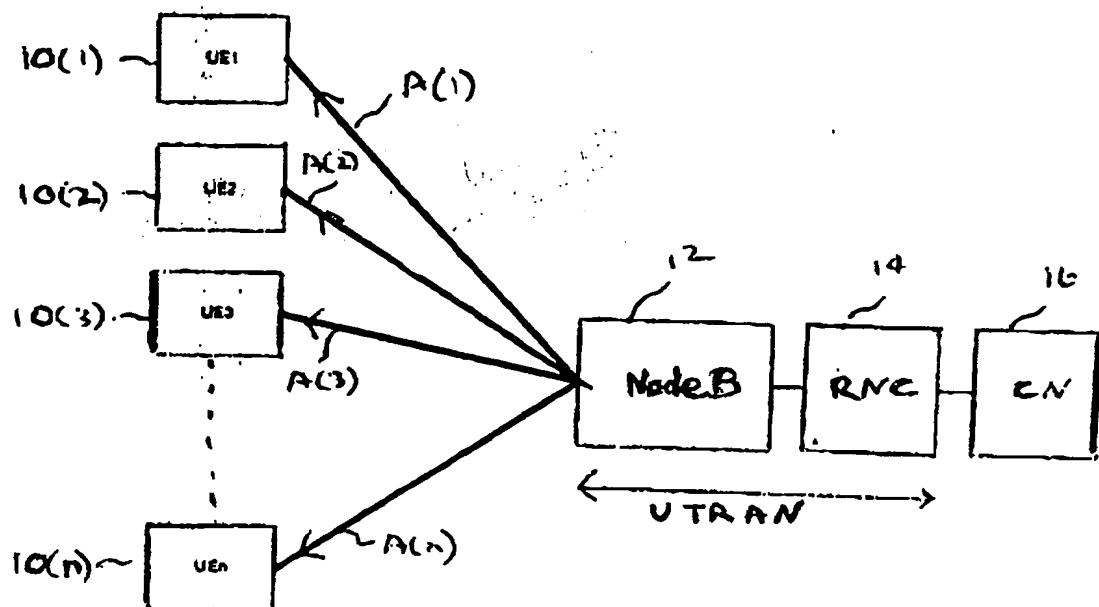 10(1)
UE1
A(1)
10(2)
UE2
A(2)
10(3)
UE3
A(3)
12
14
16
Node B
RNC
CN
UTRAN
10(n)
UEn
A(n)